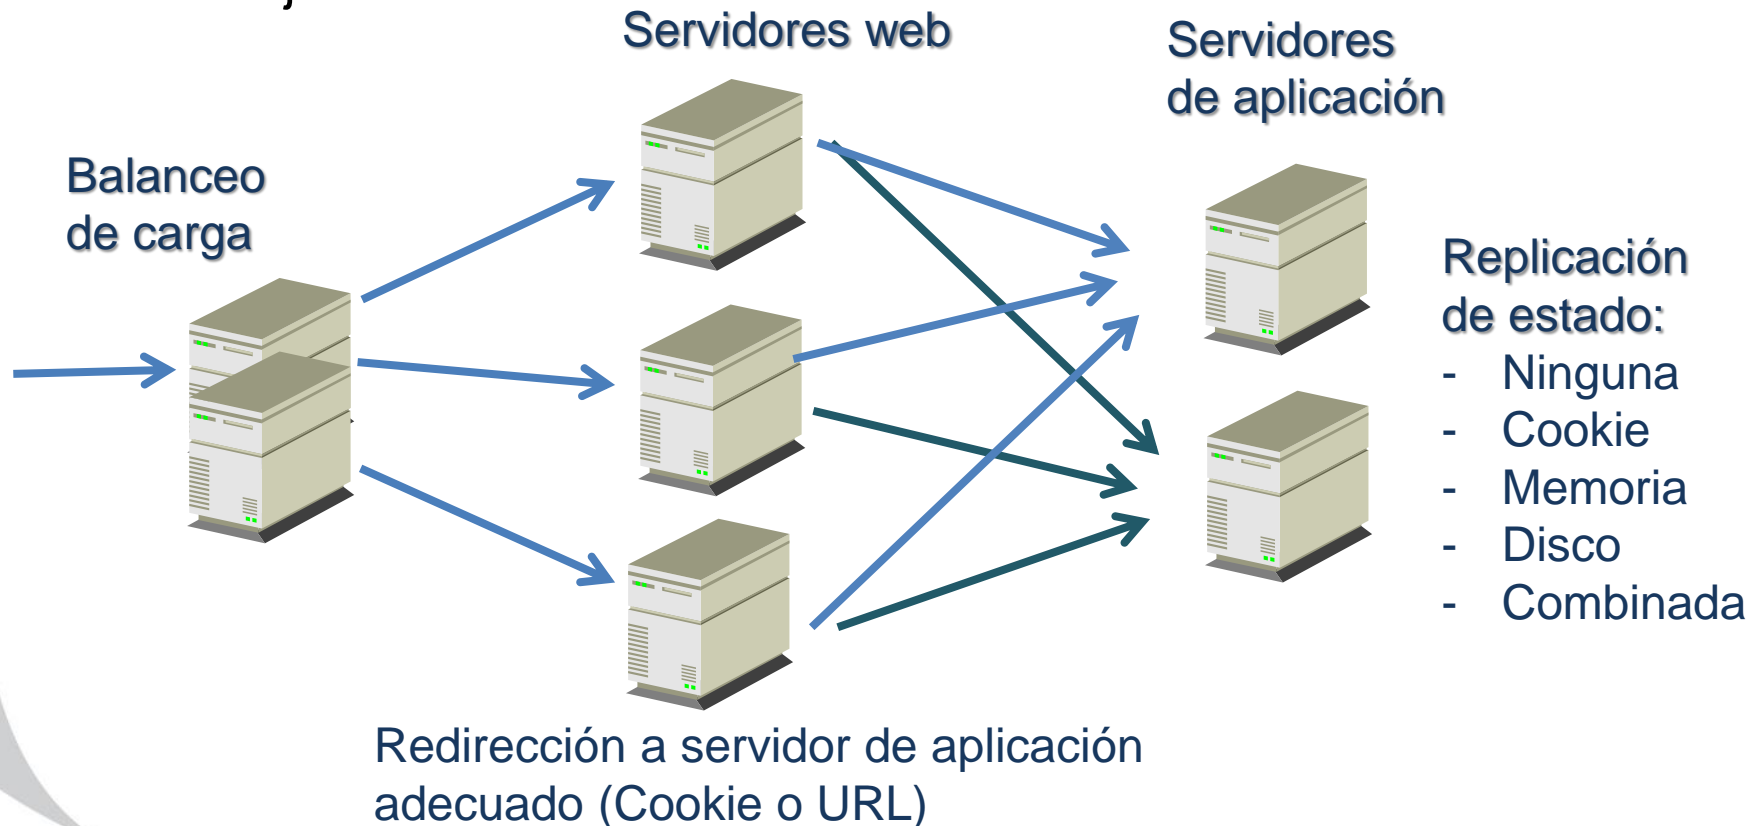 Servidores web
Servidores
de aplicación
Balanceo
de carga
Replicación
de estado:
- Ninguna
- Cookie
- Memoria
- Disco
- Combinada
Redirección a servidor de aplicación
adecuado (Cookie o URL)